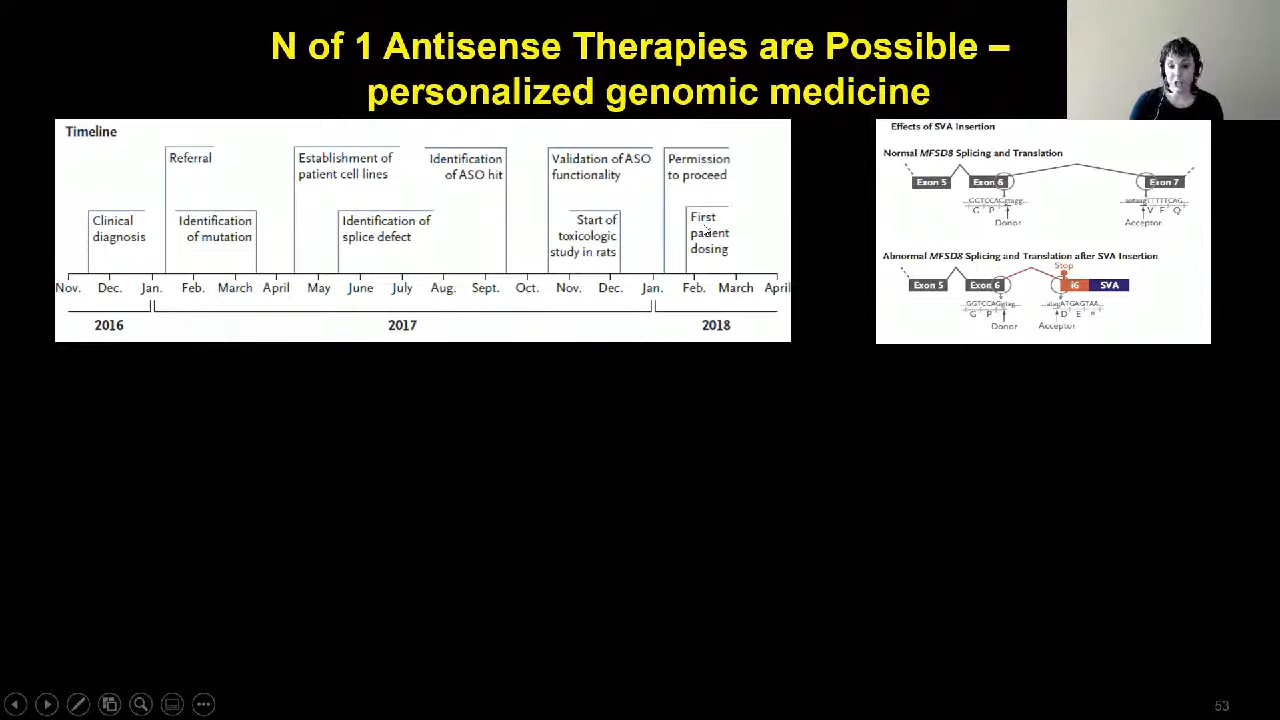 N of 1 Antisense Therapies are Possible –
personalized genomic medicine
Timeline
Referral
Establishment of
patient cell lines
Identification
of ASO hit
Validation of ASO
functionality
Permission
to proceed
Clinical
diagnosis
Identification
of mutation
Identification of
splice defect
Start of
toxicologic
study in rats
First
patient
dosing
Nov. Dec. Jan. Feb. March April May June July Aug. Sept. Oct. Nov. Dec. Jan. Feb. March April
2016 2017 2018
Effects of SVA Insertion
Normal MFSD8 Splicing and Translation
Exon 5 Exon 6 Exon 7
GGTCCAGgtagg... aataagTTTTTCAG
G P V F Q
Donor Acceptor
Abnormal MFSD8 Splicing and Translation after SVA Insertion
Stop
Exon 5 Exon 6 i6 SVA
GGTCCAGgtag... atagATGAGTAA...
G P D E *
Donor Acceptor
53